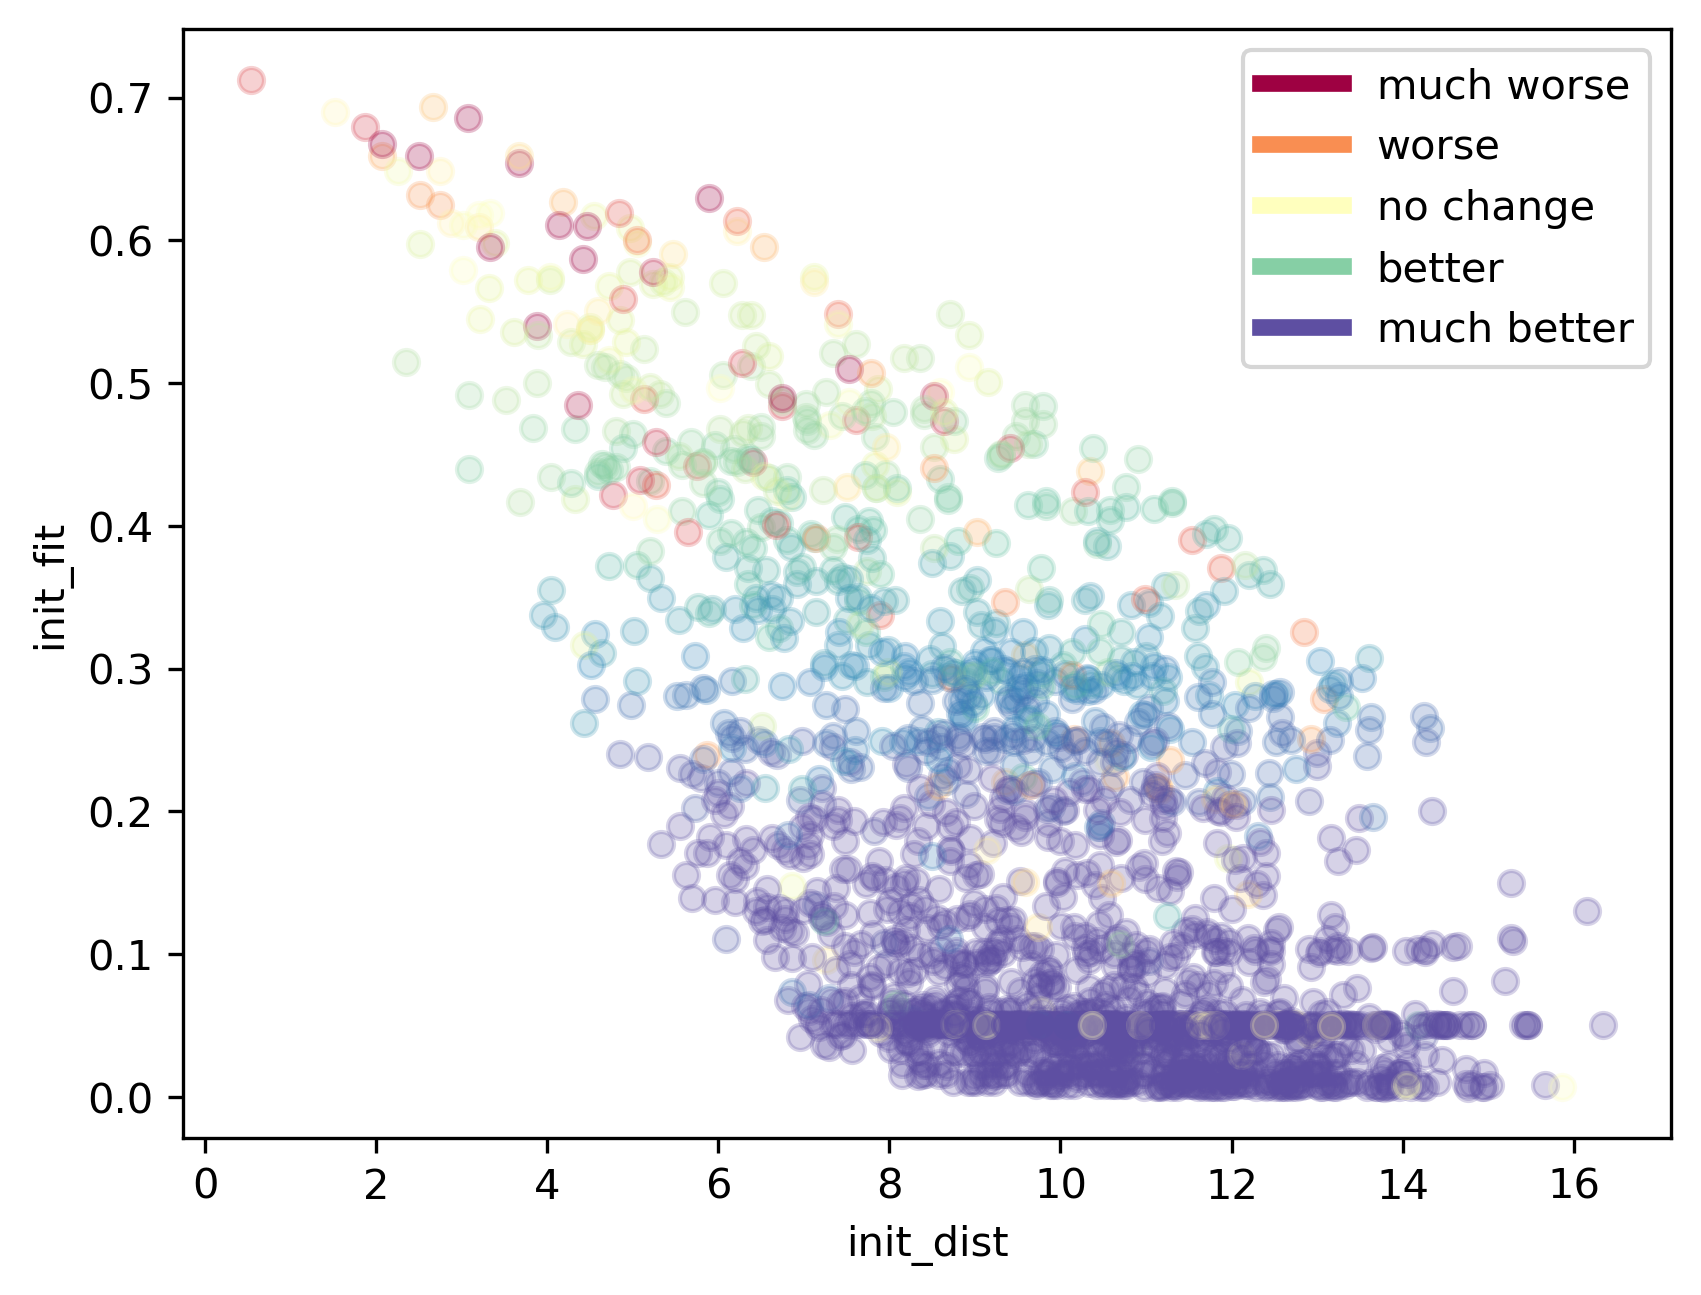 0.7
0.6
0.5
0.4
0.3
0.2
0.1
0.0
init_fit
much worse
worse
no change
better
much better
0 2 4 6 8 10 12 14 16
init_dist